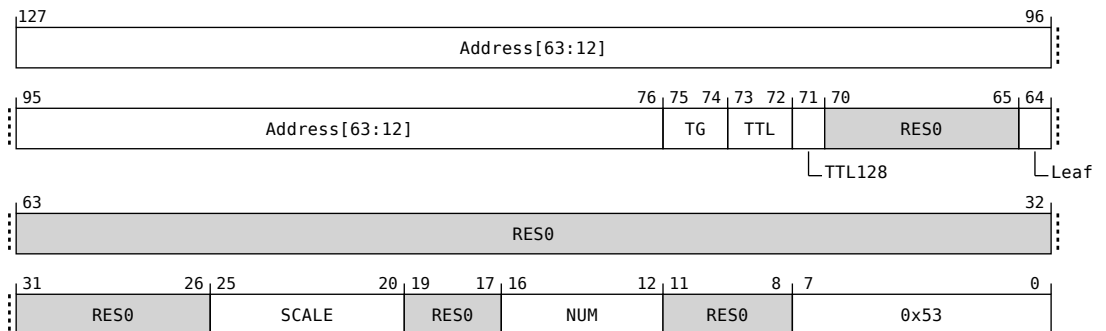 127 96
Address[63:12]
95 76 75 74 73 72 71 70 65 64
Address[63:12] TG TTL RES0
TTL128 Leaf
63 32
RES0
31 26 25 20 19 17 16 12 11 8 7 0
RES0 SCALE RES0 NUM RES0 0x53